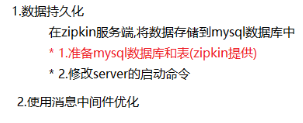 1.数据持久化
在zipkin服务端,将数据存储到mysql数据库中
* 1.准备mysql数据库和表(zipkin提供)
* 2.修改server的启动命令
2.使用消息中间件优化